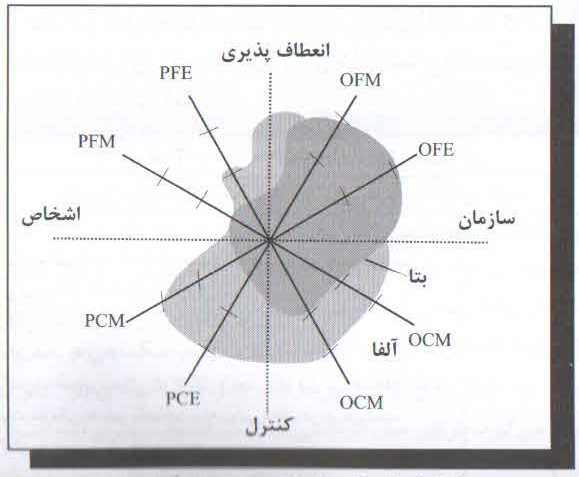 انعطاف پذیری
PFE
OFM
PFM
OFE
اشخاص
سازمان
بتا
PCM
OCM
آلفا
PCE
OCM
کنترل